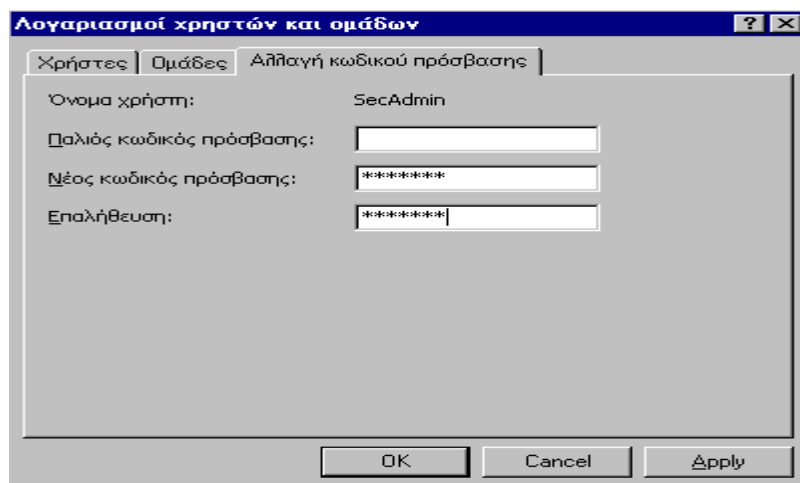 Λογαριασμοί χρηστών και ομάδων
Χρήστες Ομάδες Αλλαγή κωδικού πρόσβασης
Όνομα χρήστη: SecAdmin
Παλιός κωδικός πρόσβασης:
Νέος κωδικός πρόσβασης: *******
Επαλήθευση: *******
OK Cancel Apply